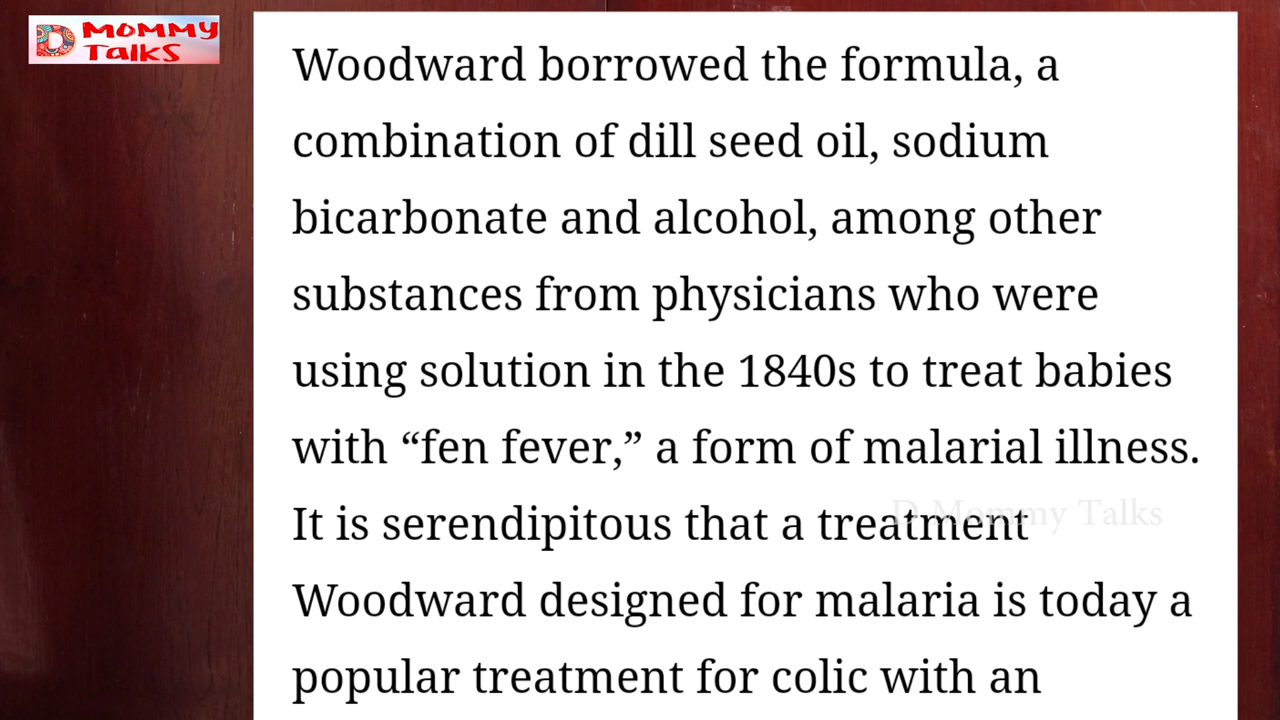 D MOMMY
TalKS
Woodward borrowed the formula, a
combination of dill seed oil, sodium
bicarbonate and alcohol, among other
substances from physicians who were
using solution in the 1840s to treat babies
with “fen fever,” a form of malarial illness.
It is serendipitous that a treatment
D Mommy Talks
Woodward designed for malaria is today a
popular treatment for colic with an